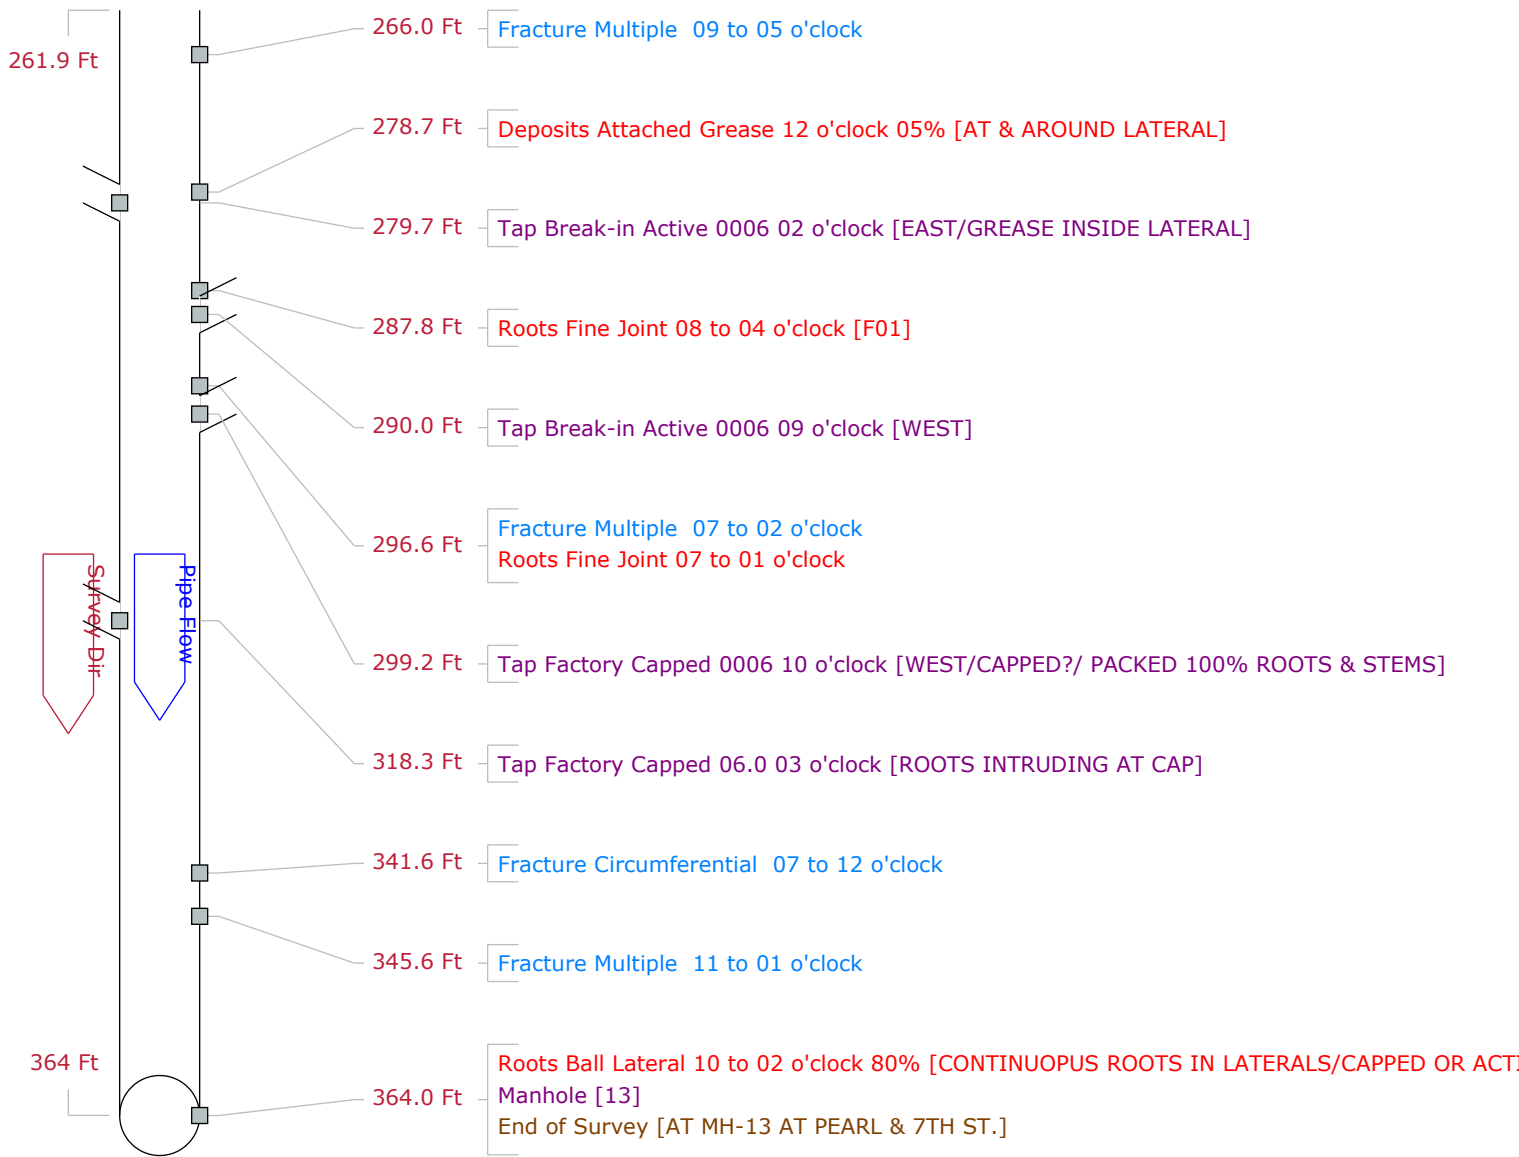 261.9 Ft
266.0 Ft
Fracture Multiple  09 to 05 o'clock
278.7 Ft
Deposits Attached Grease 12 o'clock 05% [AT & AROUND LATERAL]
279.7 Ft
Tap Break-in Active 0006 02 o'clock [EAST/GREASE INSIDE LATERAL]
287.8 Ft
Roots Fine Joint 08 to 04 o'clock [F01]
290.0 Ft
Tap Break-in Active 0006 09 o'clock [WEST]
296.6 Ft
Fracture Multiple  07 to 02 o'clock
Roots Fine Joint 07 to 01 o'clock
Survey Dir
Pipe Flow
299.2 Ft
Tap Factory Capped 0006 10 o'clock [WEST/CAPPED?/ PACKED 100% ROOTS & STEMS]
318.3 Ft
Tap Factory Capped 06.0 03 o'clock [ROOTS INTRUDING AT CAP]
341.6 Ft
Fracture Circumferential  07 to 12 o'clock
345.6 Ft
Fracture Multiple  11 to 01 o'clock
364 Ft
364.0 Ft
Roots Ball Lateral 10 to 02 o'clock 80% [CONTINUOPUS ROOTS IN LATERALS/CAPPED OR
Manhole [13]
End of Survey [AT MH-13 AT PEARL & 7TH ST.]